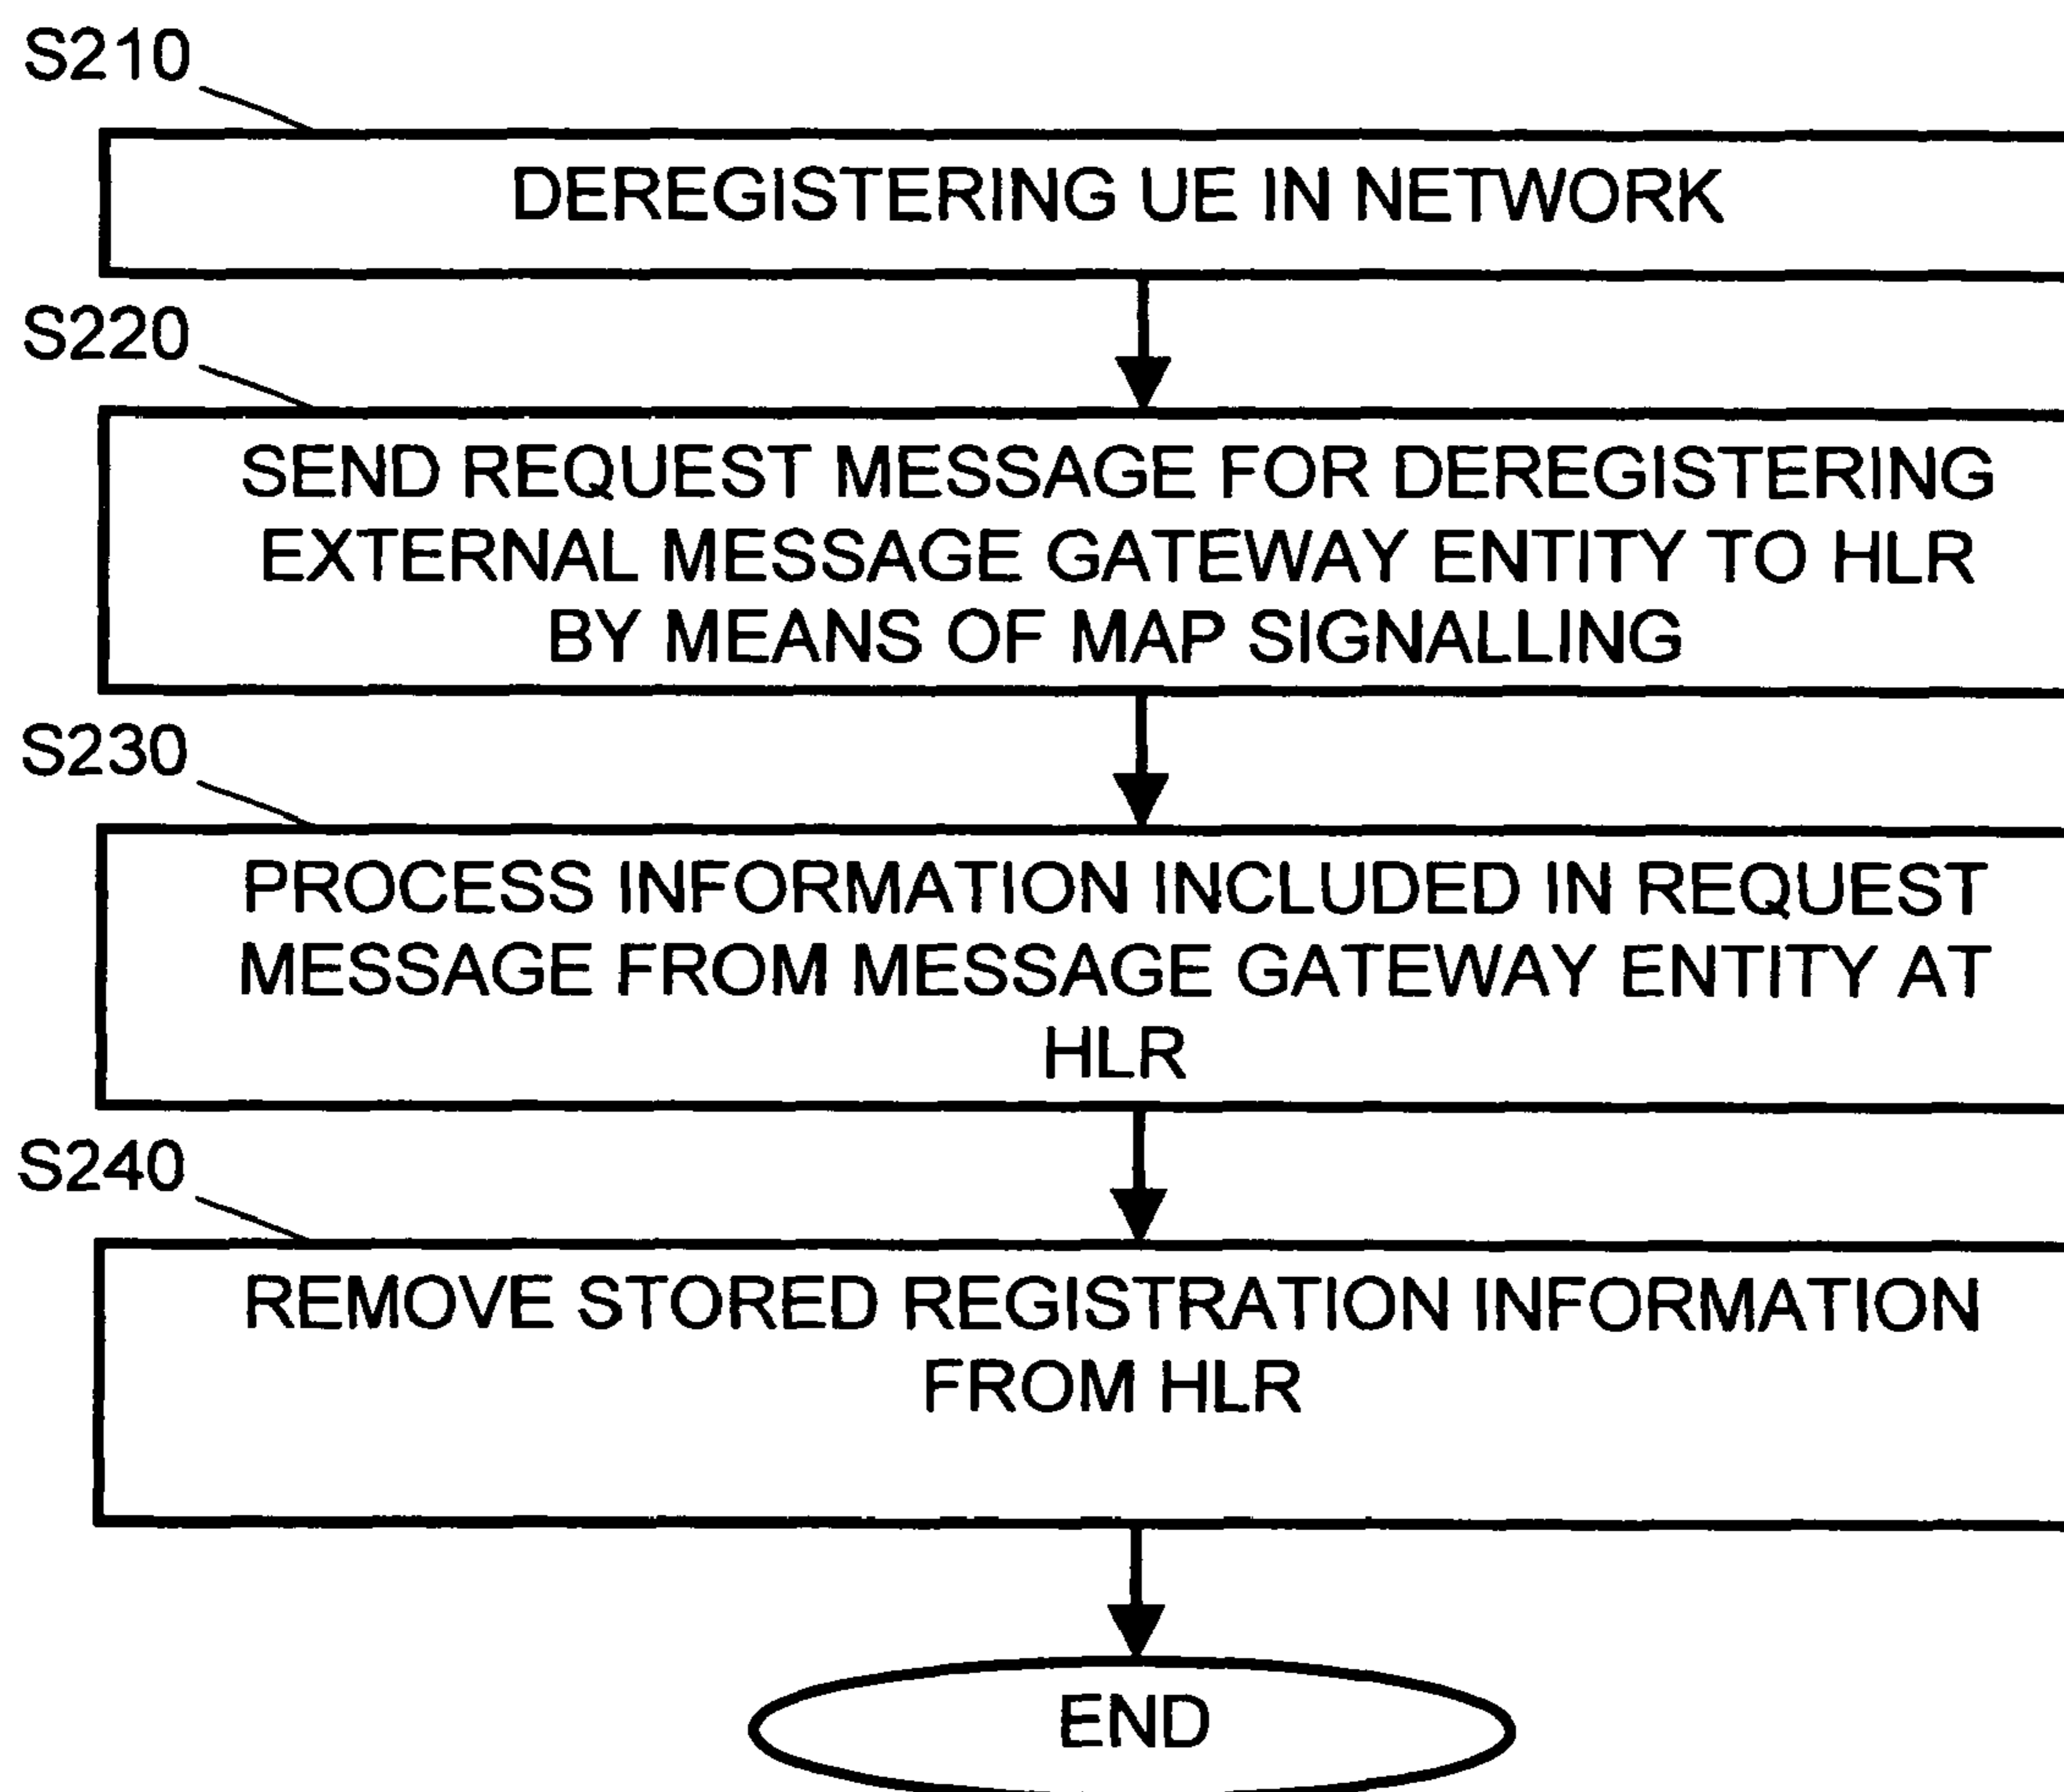 S210
DEREGISTERING UE IN NETWORK
S220
SEND REQUEST MESSAGE FOR DEREGISTERING
EXTERNAL MESSAGE GATEWAY ENTITY TO HLR
BY MEANS OF MAP SIGNALLING
S230
PROCESS INFORMATION INCLUDED IN REQUEST
MESSAGE FROM MESSAGE GATEWAY ENTITY AT
HLR
S240
REMOVE STORED REGISTRATION INFORMATION
FROM HLR
END